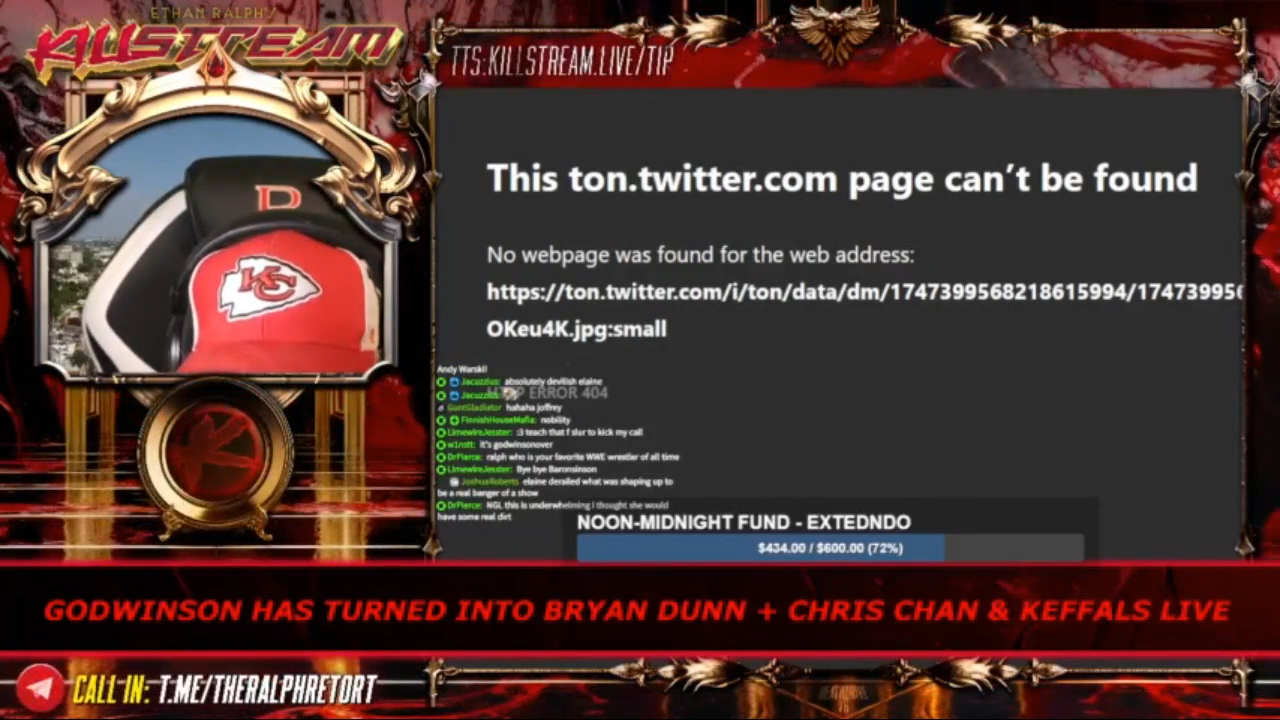 ETHAN RALPH'S
KILLSTREAM
TTS:KILLSTREAM.LIVE/TIP
D
KC
This ton.twitter.com page can’t be found
No webpage was found for the web address:
https://ton.twitter.com/i/ton/data/dm/1747399568218615994/1747399568
OKeu4K.jpg:small
HTTP ERROR 404
Andy Warski!
Jacuzzius: absolutely devilish elaine
Jacuzzius:
GuntGladiator hahaha joffrey
FinnishHouseMafia: nobility
LimewireJesster: :3 teach that f slur to kick my call
w1nstt: it's godwinsonover
DrPierce: ralph who is your favorite WWE wrestler of all time
LimewireJesster: Bye bye Baronsinson
JoshuaRoberts elaine derailed what was shaping up to
be a real banger of a show
DrPierce: NGL this is underwhelming I thought she would
have some real dirt
NOON-MIDNIGHT FUND - EXTEDNDO
$434.00 / $600.00 (72%)
GODWINSON HAS TURNED INTO BRYAN DUNN + CHRIS CHAN & KEFFALS LIVE
CALL IN: T.ME/THERALPHRETORT